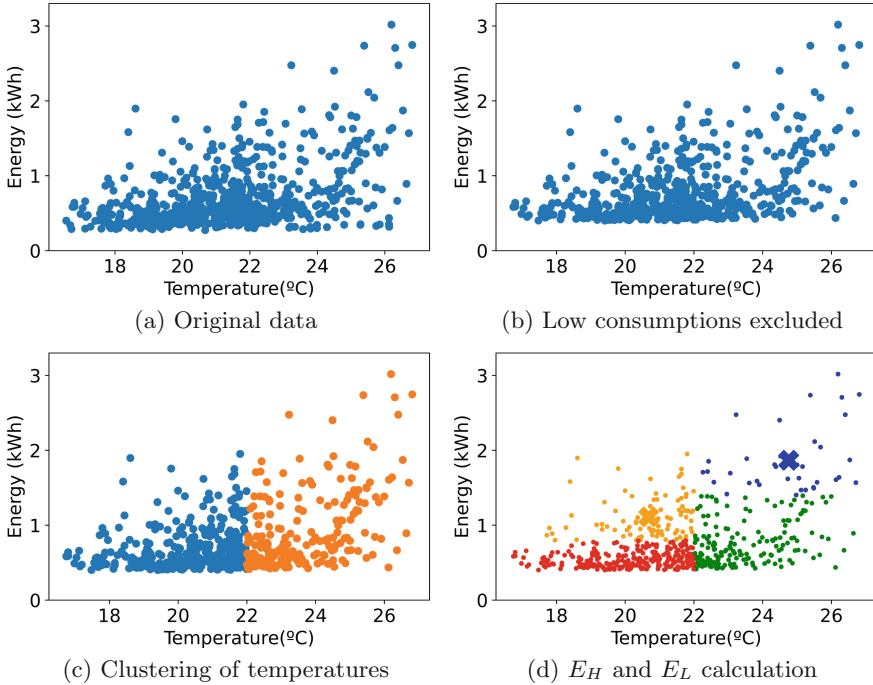 3
2
1
0
Energy (kWh)
18 20 22 24 26
Temperature(ºC)
(a) Original data
3
2
1
0
Energy (kWh)
18 20 22 24 26
Temperature(ºC)
(b) Low consumptions excluded
3
2
1
0
Energy (kWh)
18 20 22 24 26
Temperature(ºC)
(c) Clustering of temperatures
3
2
1
0
Energy (kWh)
18 20 22 24 26
Temperature(ºC)
(d) E_H and E_L calculation